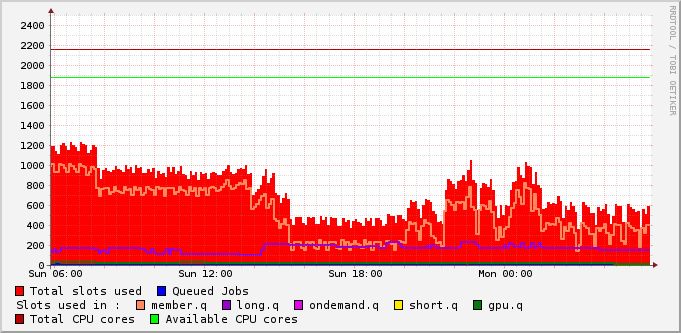 RRDTOOL / TOBI OETIKER
2400
2200
2000
1800
1600
1400
1200
1000
800
600
400
200
0
Sun 06:00 Sun 12:00 Sun 18:00 Mon 00:00
Total slots used Queued Jobs
Slots used in : member.q long.q ondemand.q short.q gpu.q
Total CPU cores Available CPU cores